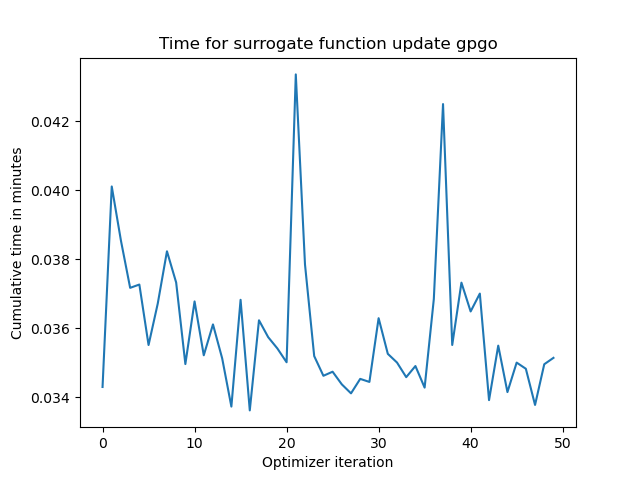 Time for surrogate function update gpgo
Cumulative time in minutes
0.042
0.040
0.038
0.036
0.034
0 10 20 30 40 50
Optimizer iteration